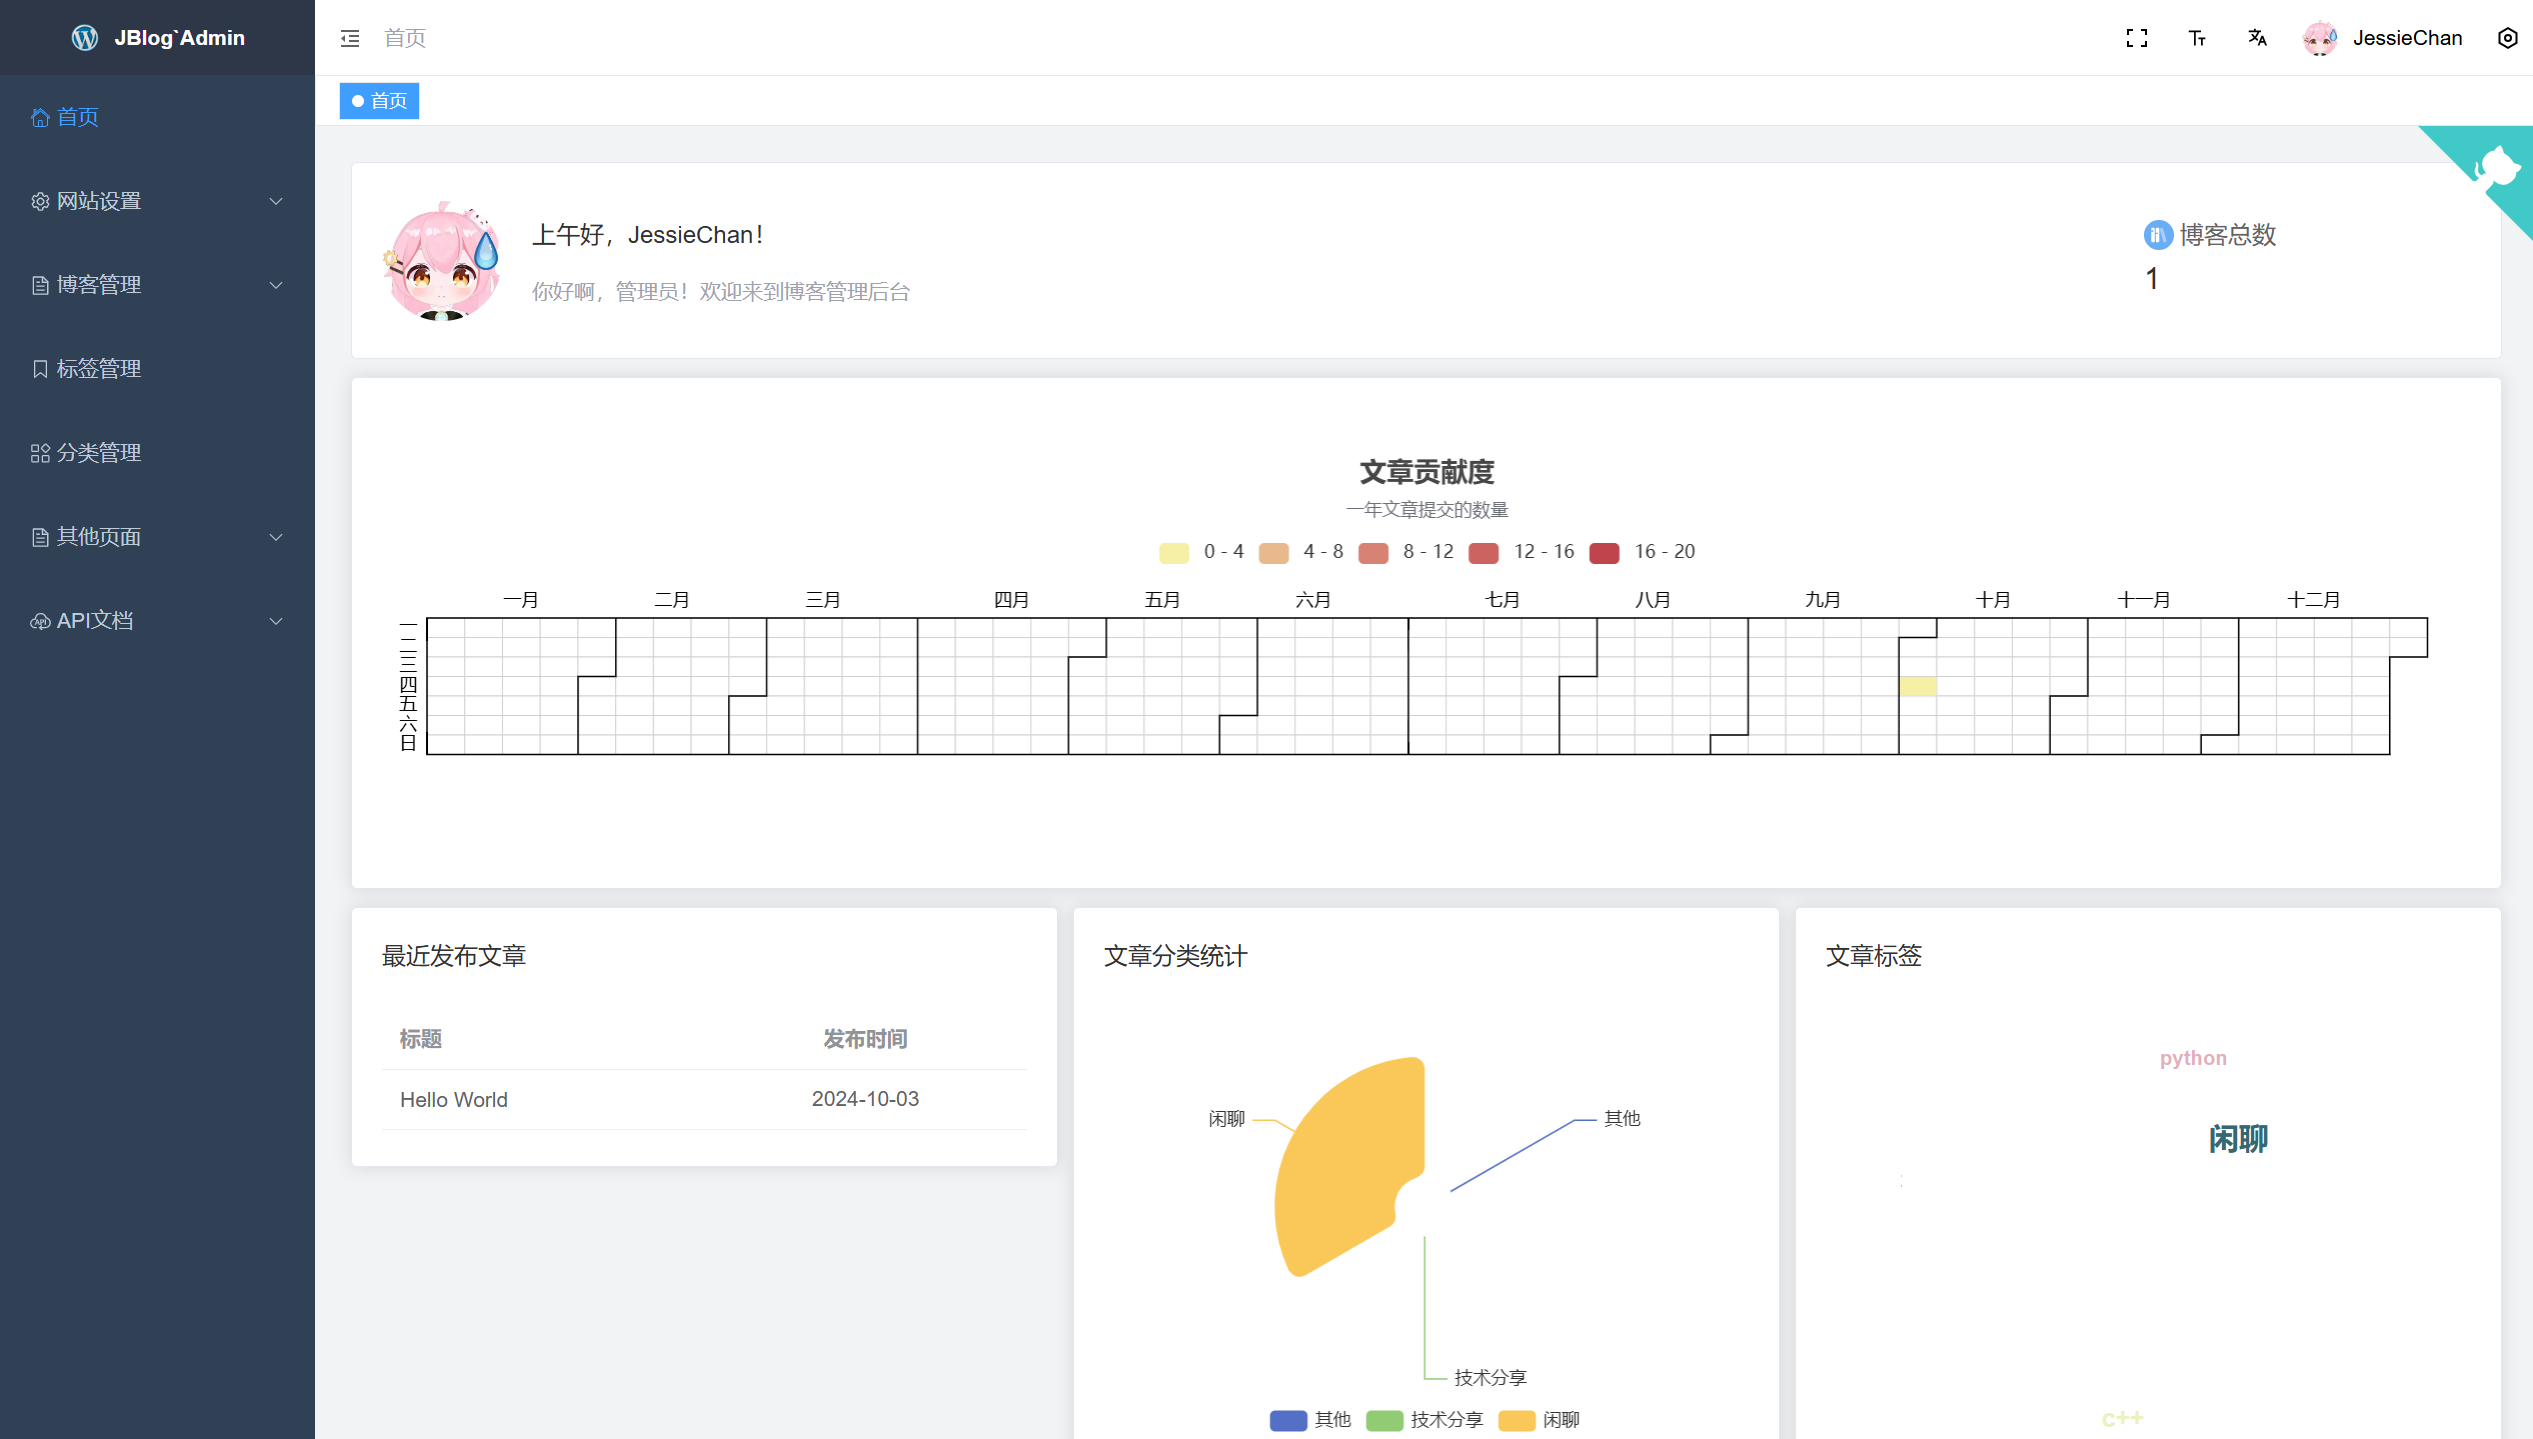 JBlog`Admin
首页
网站设置
博客管理
标签管理
分类管理
其他页面
API文档
首页
JessieChan
首页
上午好，JessieChan！
你好啊，管理员！欢迎来到博客管理后台
博客总数
1
文章贡献度
一年文章提交的数量
0 - 4 4 - 8 8 - 12 12 - 16 16 - 20
一月 二月 三月 四月 五月 六月 七月 八月 九月 十月 十一月 十二月
一
二
三
四
五
六
日
最近发布文章
标题 发布时间
Hello World 2024-10-03
文章分类统计
闲聊
其他
技术分享
其他 技术分享 闲聊
文章标签
python
闲聊
c++